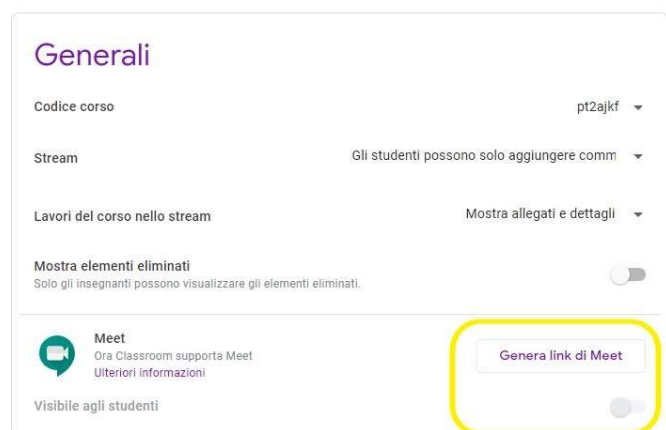 Generali
Codice corso pt2ajkf
Stream Gli studenti possono solo aggiungere comm
Lavori del corso nello stream Mostra allegati e dettagli
Mostra elementi eliminati
Solo gli insegnanti possono visualizzare gli elementi eliminati.
Meet
Ora Classroom supporta Meet
Ulteriori informazioni
Genera link di Meet
Visibile agli studenti